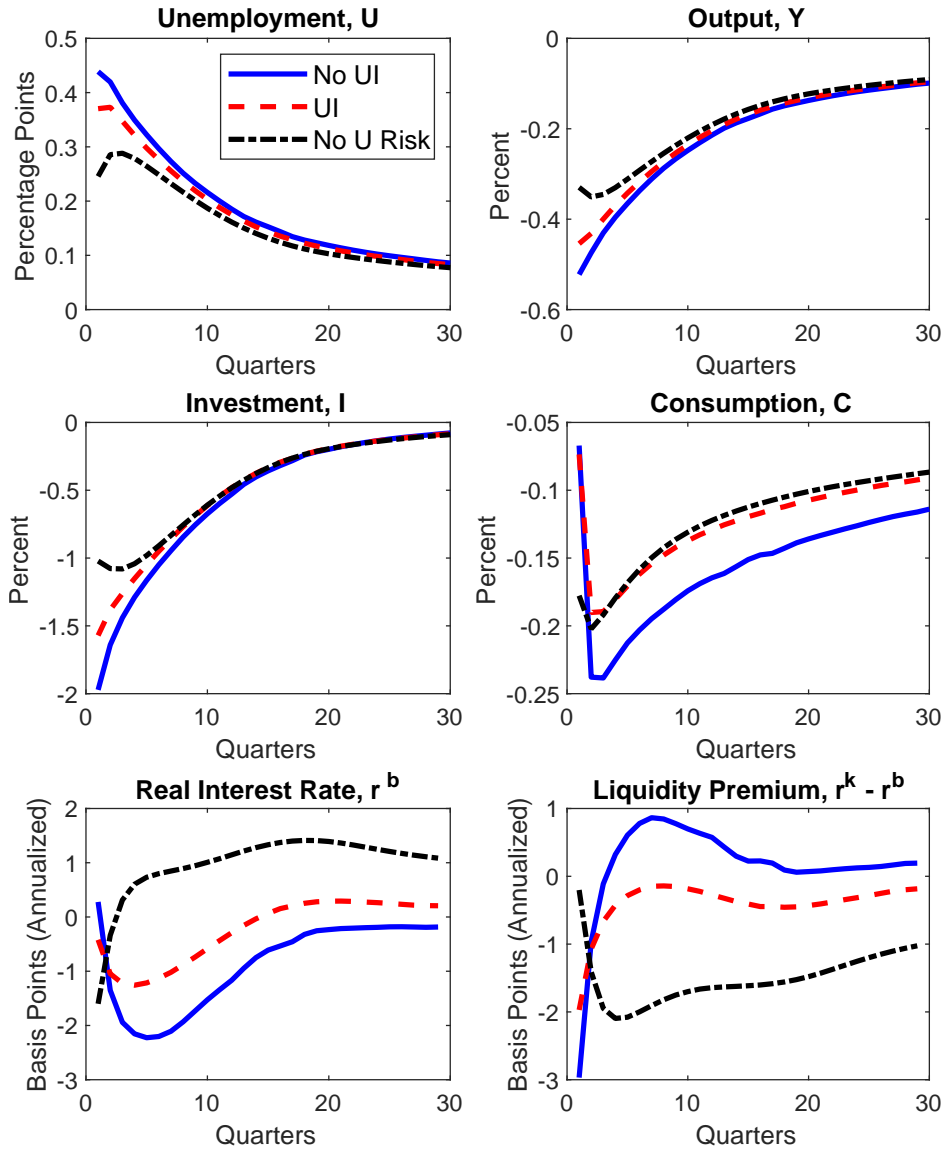 Unemployment, U
Percentage Points
0.5
0.4
0.3
0.2
0.1
0
No UI
UI
No U Risk
0 10 20 30
Quarters
Output, Y
Percent
0
-0.2
-0.4
-0.6
0 10 20 30
Quarters
Investment, I
Percent
0
-0.5
-1
-1.5
-2
0 10 20 30
Quarters
Consumption, C
Percent
-0.05
-0.1
-0.15
-0.2
-0.25
0 10 20 30
Quarters
Real Interest Rate, r b
Basis Points (Annualized)
2
1
0
-1
-2
-3
0 10 20 30
Quarters
Liquidity Premium, r^k - r^b
Basis Points (Annualized)
1
0
-1
-2
-3
0 10 20 30
Quarters